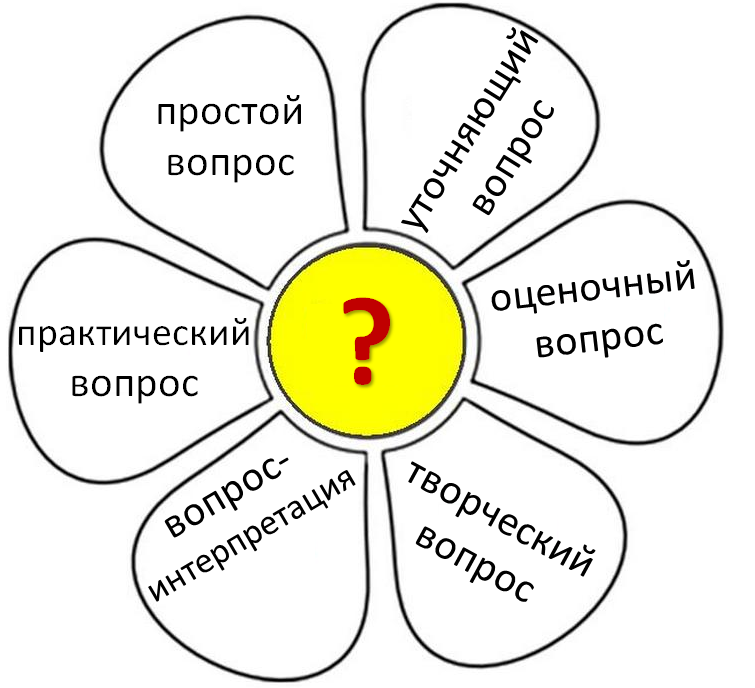 простой
вопрос
уточняющий
вопрос
оценочный
вопрос
творческий
вопрос
вопрос-
интерпретация
практический
вопрос
?